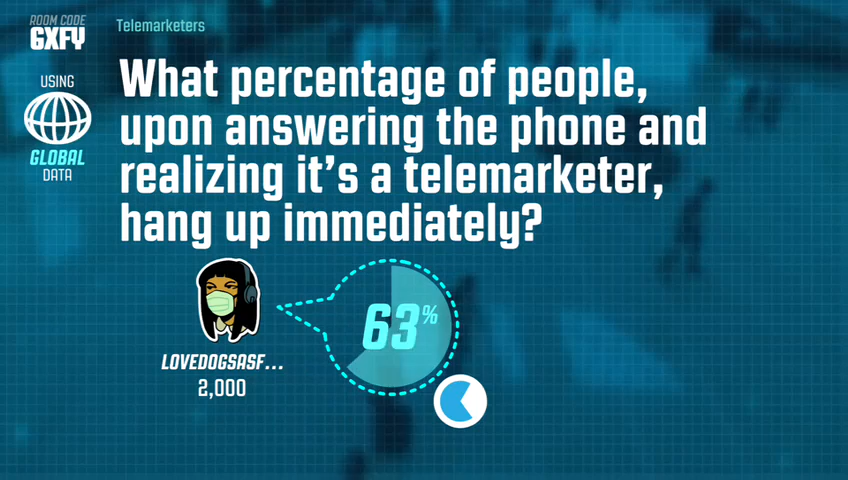 ROOM CODE
6XFY
Telemarketers
USING
GLOBAL
DATA
What percentage of people,
upon answering the phone and
realizing it's a telemarketer,
hang up immediately?
63%
LOVEDOGSASF...
2,000